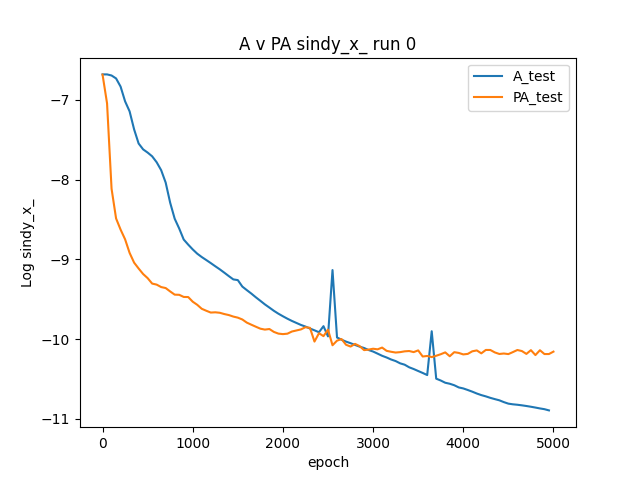 A v PA sindy_x_ run 0
A_test
PA_test
Log sindy_x_
−7
−8
−9
−10
−11
0
1000
2000
3000
4000
5000
epoch